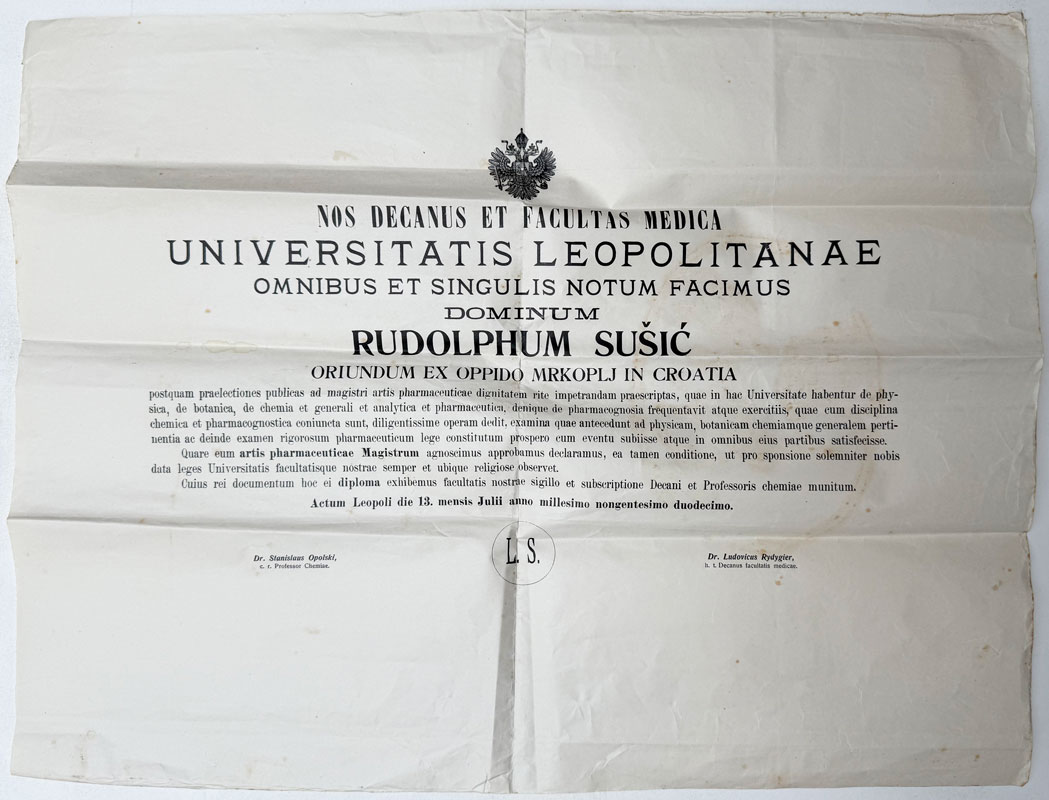 NOS DECANUS ET FACULTAS MEDICA
UNIVERSITATIS LEOPOLITANAE
OMNIBUS ET SINGULIS NOTUM FACIMUS
DOMINUM
RUDOLPHUM SUŠIĆ
ORIUNDUM EX OPPIDO MRKOPLJ IN CROATIA
postquam praelectiones publicas ad magistri artis pharmaceuticae dignitatem rite impetrandam praescriptas, quae in hac Universitate habentur de phy-
sica, de botanica, de chemia et generali et analytica et pharmaceutica, denique de pharmacognosia frequentavit atque exercitiis, quae cum disciplina
chemica et pharmacognostica coniuncta sunt, diligentissime operam dedit, examina quae antecedunt ad physicam, botanicam chemiamque generalem perti-
nentia ac deinde examen rigorosum pharmaceuticum lege constitutum prospero cum eventu subiisse atque in omnibus eius partibus satisfecisse.
Quare eum artis pharmaceuticae Magistrum agnoscimus approbamus declaramus, ea tamen conditione, ut pro sponsione solemniter nobis
data leges Universitatis facultatisque nostrae semper et ubique religiose observet.
Cuius rei documentum hoc ei diploma exhibemus facultatis nostrae sigillo et subscriptione Decani et Professoris chemiae munitum.
Actum Leopoli die 13. mensis Julii anno millesimo nongentesimo duodecimo.
L. S.
Dr. Stanislaus Opolski,
c. r. Professor Chemiae.
Dr. Ludovicus Rydygier,
h. t. Decanus facultatis medicae.